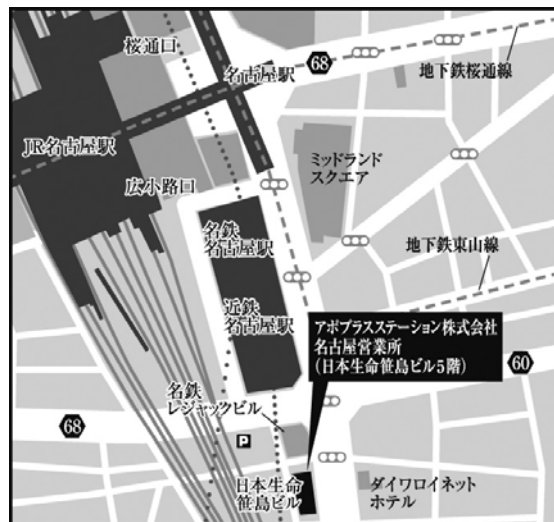 桜通口
名古屋駅
68
地下鉄桜通線
JR名古屋駅
ミッドランド
スクエア
広小路口
名鉄
名古屋駅
地下鉄東山線
近鉄
名古屋駅
アポプラスステーション株式会社
名古屋営業所
(日本生命笹島ビル5階)
60
名鉄
レジャックビル
68
P
日本生命
笹島ビル
ダイワロイネット
ホテル